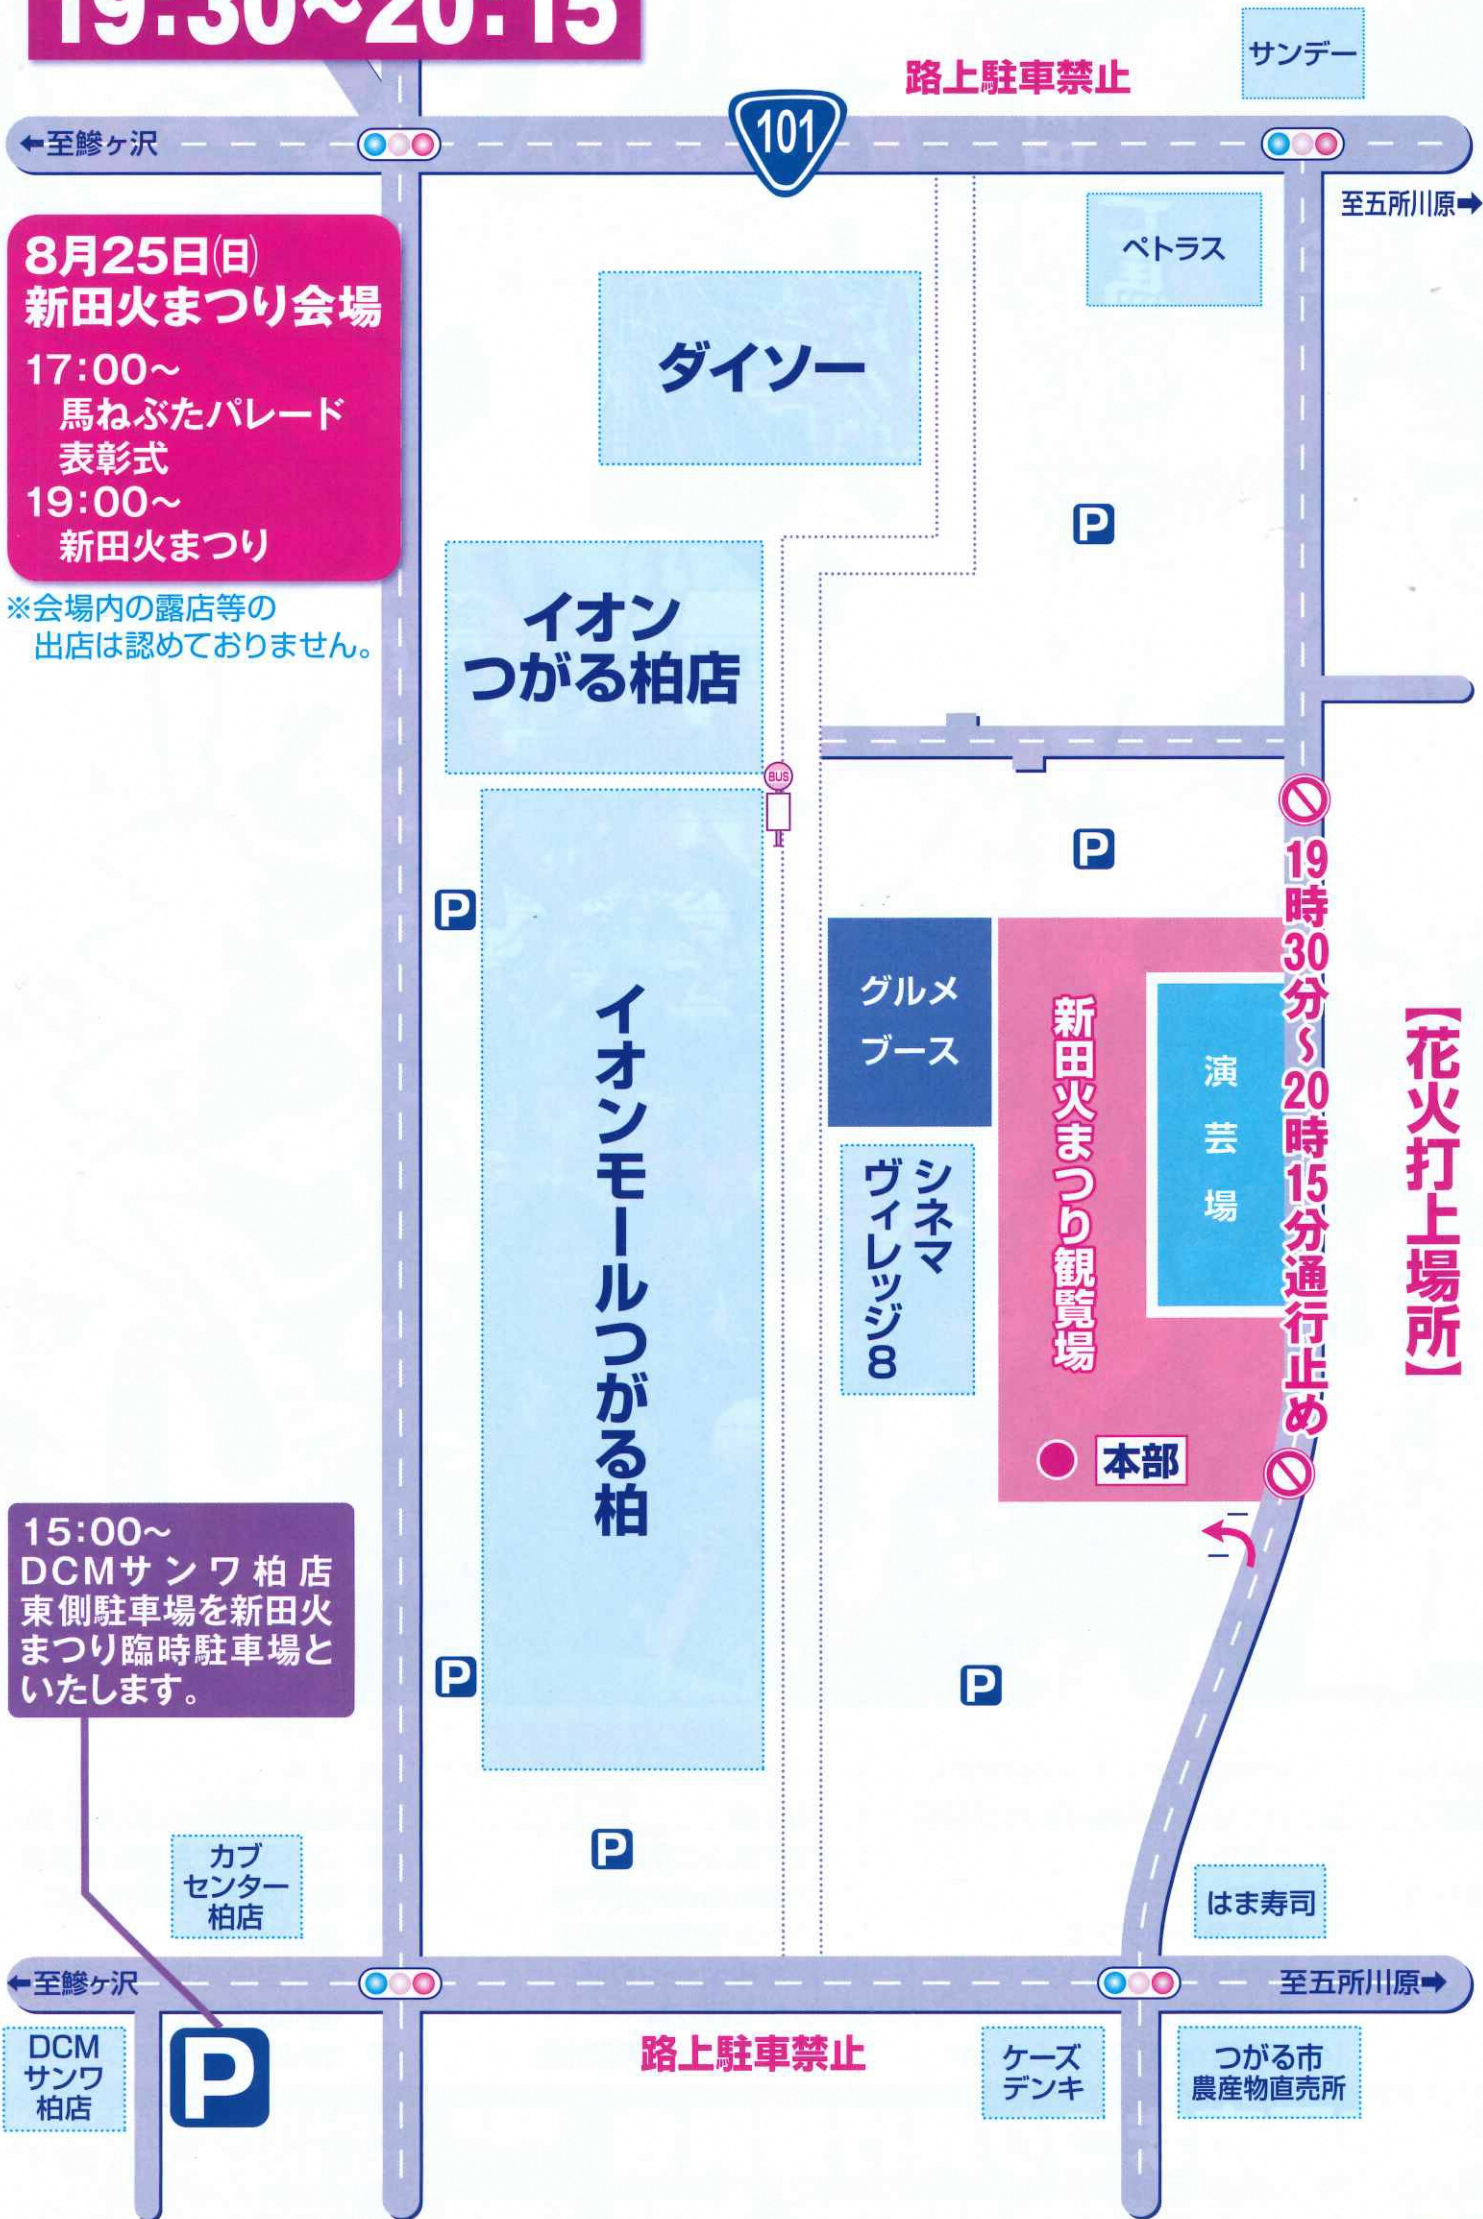 19:30~20:15
路上駐車禁止
サンデー
←至鰺ヶ沢
101
至五所川原→
ペトラス
8月25日(日)
新田火まつり会場
17:00~
馬ねぶたパレード
表彰式
19:00~
新田火まつり
※会場内の露店等の
出店は認めておりません。
ダイソー
P
イオン
つがる柏店
BUS
P
P
19時30分~20時15分通行止め
グルメ
ブース
新田火まつり観覧場
演芸場
【花火打上場所】
イオンモールつがる柏
シネマ
ヴィレッジ8
本部
15:00~
DCMサンワ柏店
東側駐車場を新田火
まつり臨時駐車場と
いたします。
P
P
P
カブ
センター
柏店
はま寿司
←至鰺ヶ沢
至五所川原→
DCM
サンワ
柏店
P
路上駐車禁止
ケーズ
デンキ
つがる市
農産物直売所